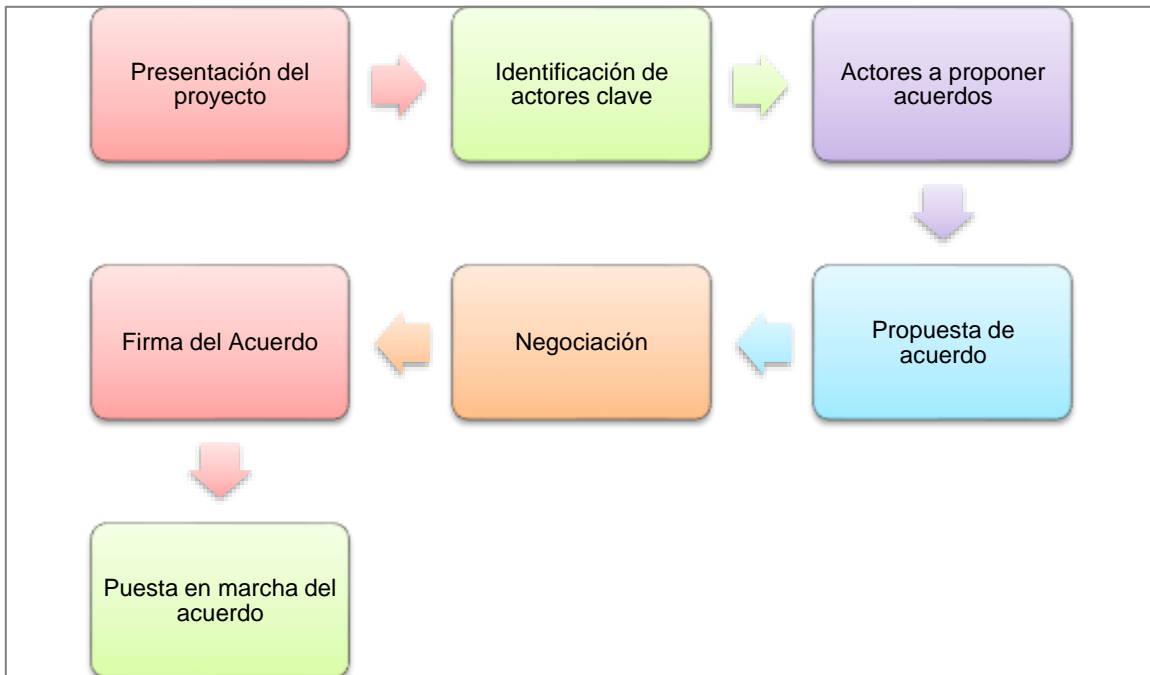 Presentación del
proyecto
Identificación de
actores clave
Actores a proponer
acuerdos
Propuesta de
acuerdo
Negociación
Firma del Acuerdo
Puesta en marcha del
acuerdo